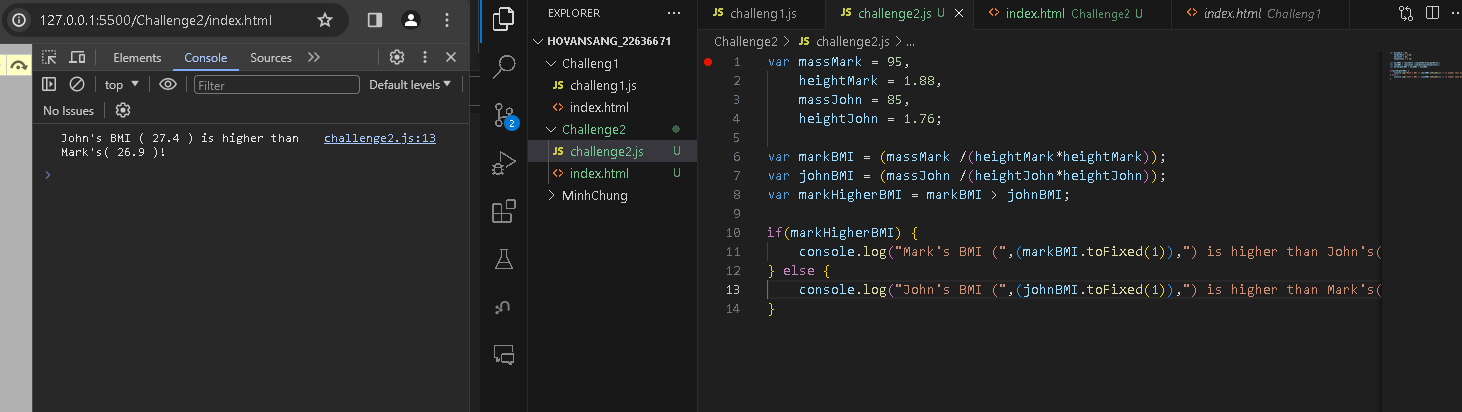 127.0.0.1:5500/Challenge2/index.html
Elements Console Sources
top Filter Default levels
No Issues
John's BMI ( 27.4 ) is higher than challenge2.js:13
Mark's( 26.9 )!
EXPLORER
HOVANSANG_22636671
Challeng1
JS challeng1.js
<> index.html
Challenge2
JS challenge2.js U
<> index.html U
MinhChung
2
JS challeng1.js JS challenge2.js U <> index.html Challenge2 U <> index.html Challeng1
Challenge2 > JS challenge2.js > ...
1 var massMark = 95,
2 heightMark = 1.88,
3 massJohn = 85,
4 heightJohn = 1.76;
5
6 var markBMI = (massMark /(heightMark*heightMark));
7 var johnBMI = (massJohn /(heightJohn*heightJohn));
8 var markHigherBMI = markBMI > johnBMI;
9
10 if(markHigherBMI) {
11 console.log("Mark's BMI (",(markBMI.toFixed(1)),") is higher than John's(
12 } else {
13 console.log("John's BMI (",(johnBMI.toFixed(1)),") is higher than Mark's(
14 }